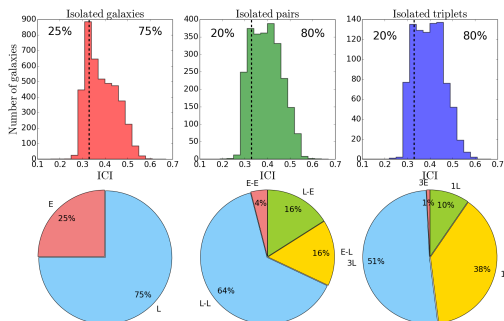 Isolated galaxies
Isolated pairs
Isolated triplets
Number of galaxies
900
800
700
600
500
400
300
200
100
0
25%
75%
0.1 0.2 0.3 0.4 0.5 0.6 0.7
ICI
400
350
300
250
200
150
100
50
0
20%
80%
0.1 0.2 0.3 0.4 0.5 0.6 0.7
ICI
140
120
100
80
60
40
20
0
20%
80%
0.1 0.2 0.3 0.4 0.5 0.6 0.7
ICI
E
25%
75%
L
E-E
4%
L-E
16%
16%
E-L
64%
L-L
3E
1%
1L
10%
3L
51%
38%
1